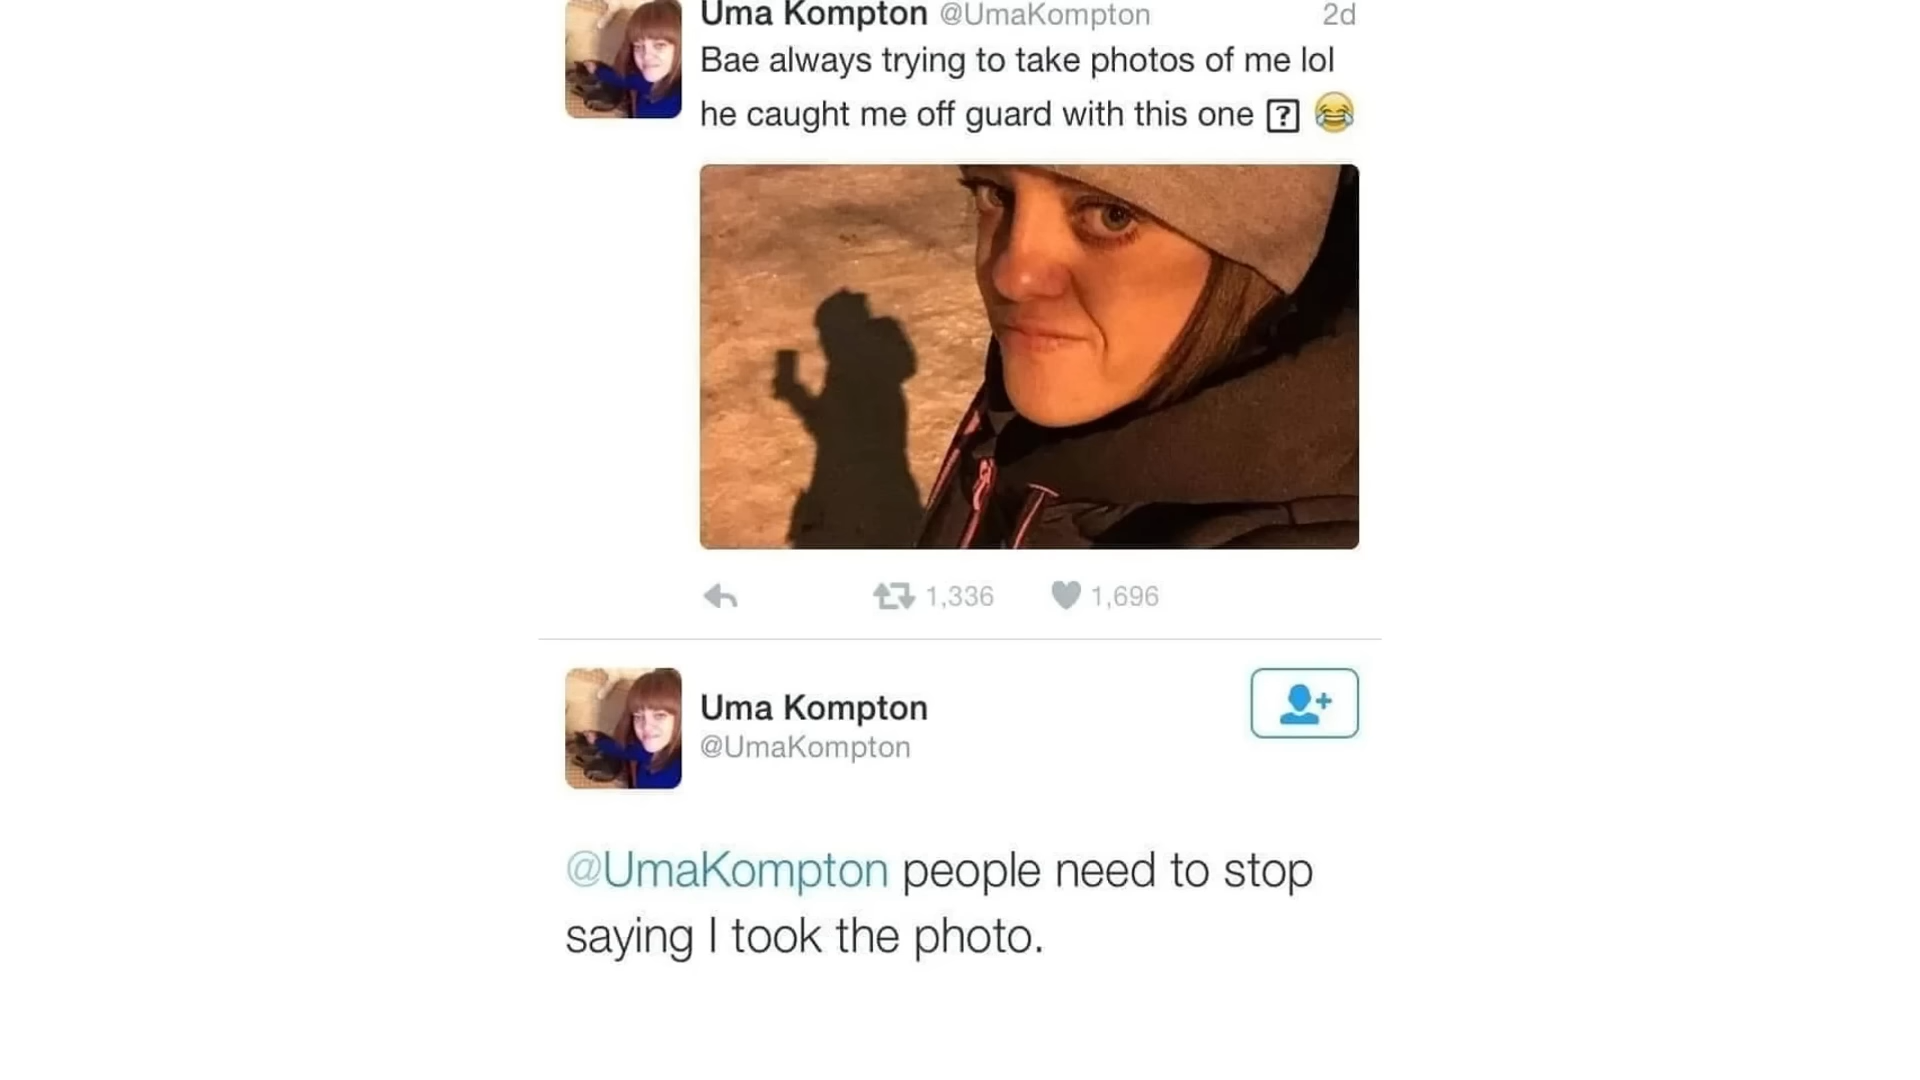 Uma Kompton @UmaKompton 2d
Bae always trying to take photos of me lol
he caught me off guard with this one ⍰ 😂
1,336 1,696
Uma Kompton
@UmaKompton
@UmaKompton people need to stop
saying I took the photo.